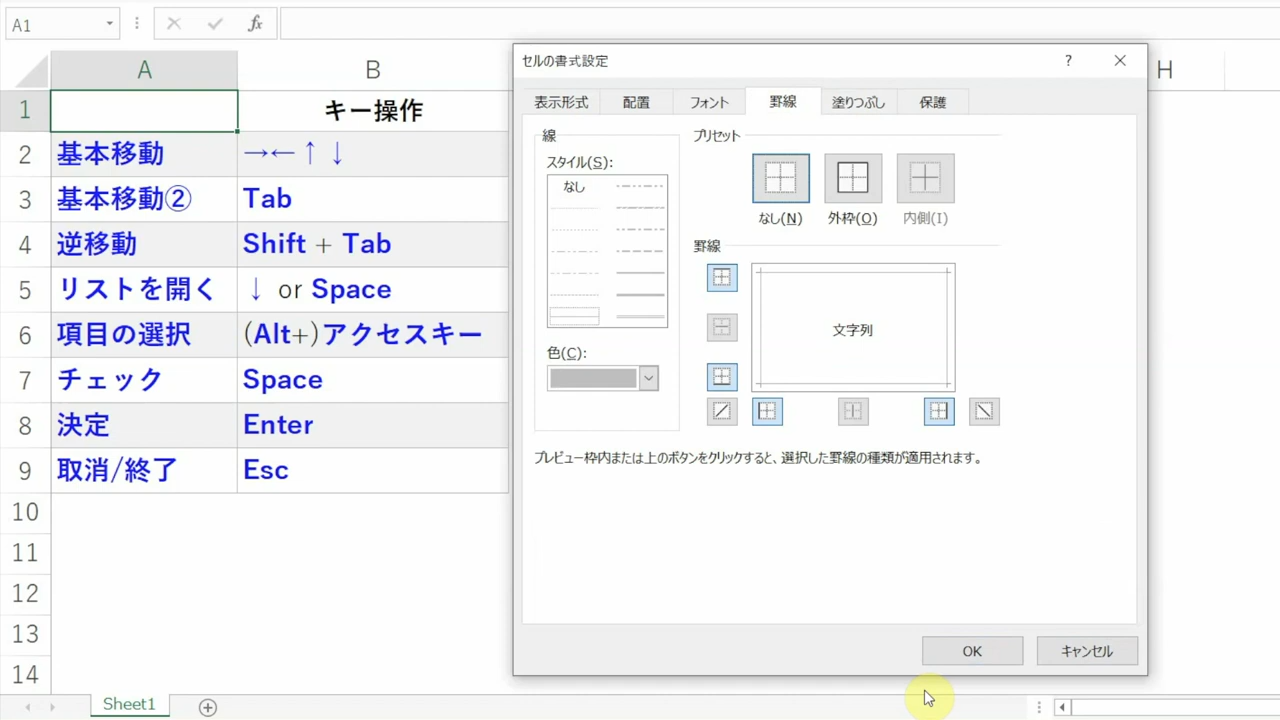 A1
fx
A
B
H
1 キー操作
2 基本移動 →←↑↓
3 基本移動② Tab
4 逆移動 Shift + Tab
5 リストを開く ↓ or Space
6 項目の選択 (Alt+)アクセスキー
7 チェック Space
8 決定 Enter
9 取消/終了 Esc
10
11
12
13
14
Sheet1
セルの書式設定
?
表示形式 配置 フォント 罫線 塗りつぶし 保護
線
スタイル(S):
なし
色(C):
プリセット
なし(N) 外枠(O) 内側(I)
罫線
文字列
プレビュー枠内または上のボタンをクリックすると、選択した罫線の種類が適用されます。
OK キャンセル